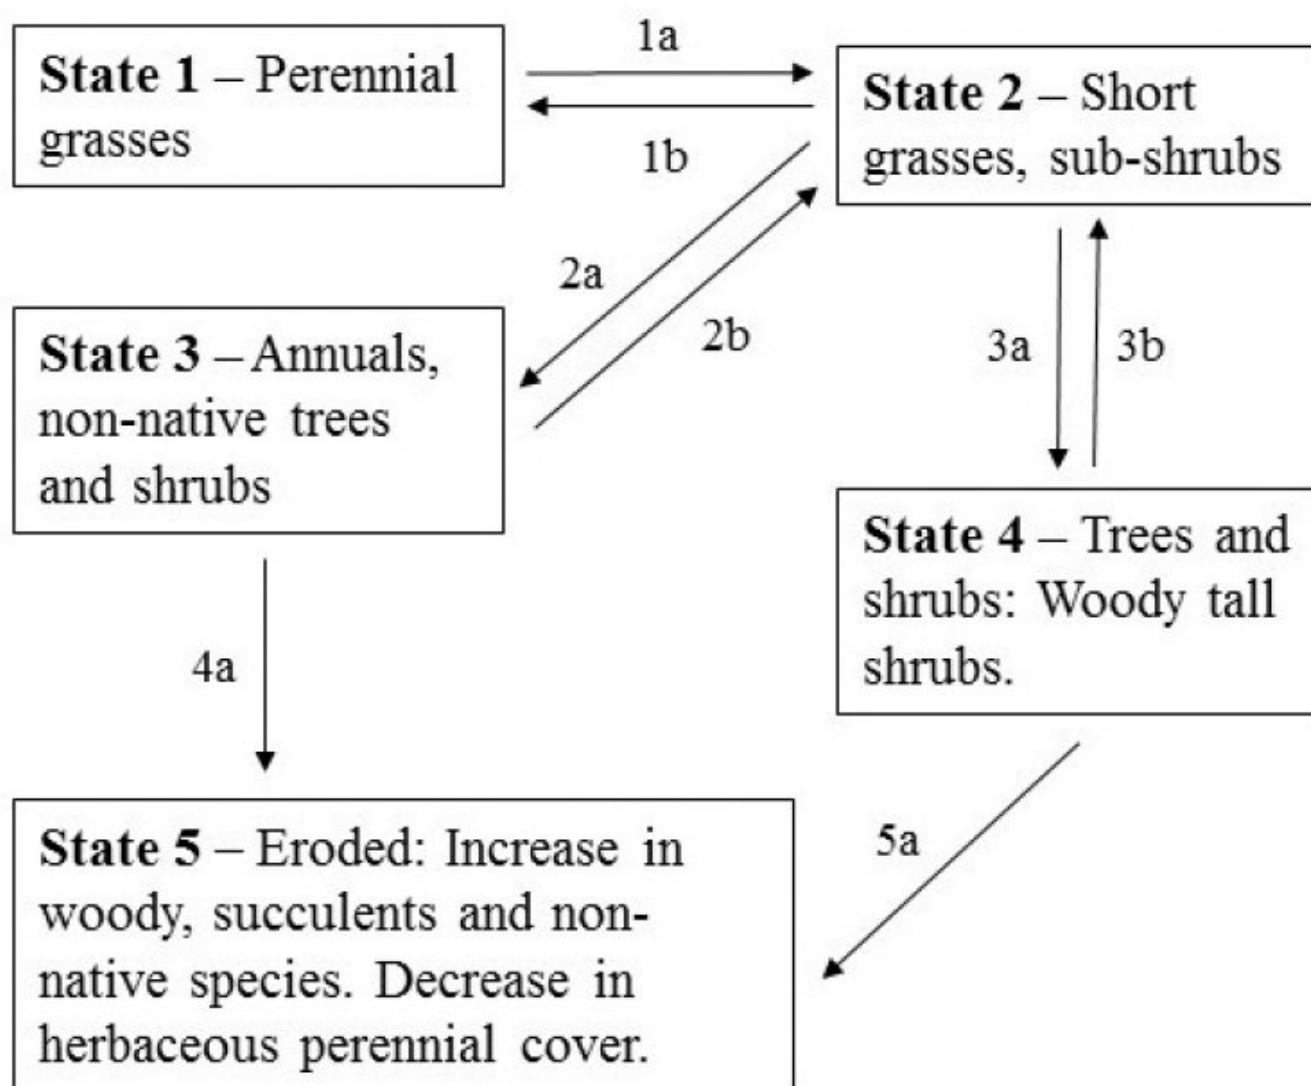 State 1 – Perennial
grasses
1a
1b
State 2 – Short
grasses, sub-shrubs
2a
2b
State 3 – Annuals,
non-native trees
and shrubs
3a
3b
State 4 – Trees and
shrubs: Woody tall
shrubs.
4a
5a
State 5 – Eroded: Increase in
woody, succulents and non-
native species. Decrease in
herbaceous perennial cover.